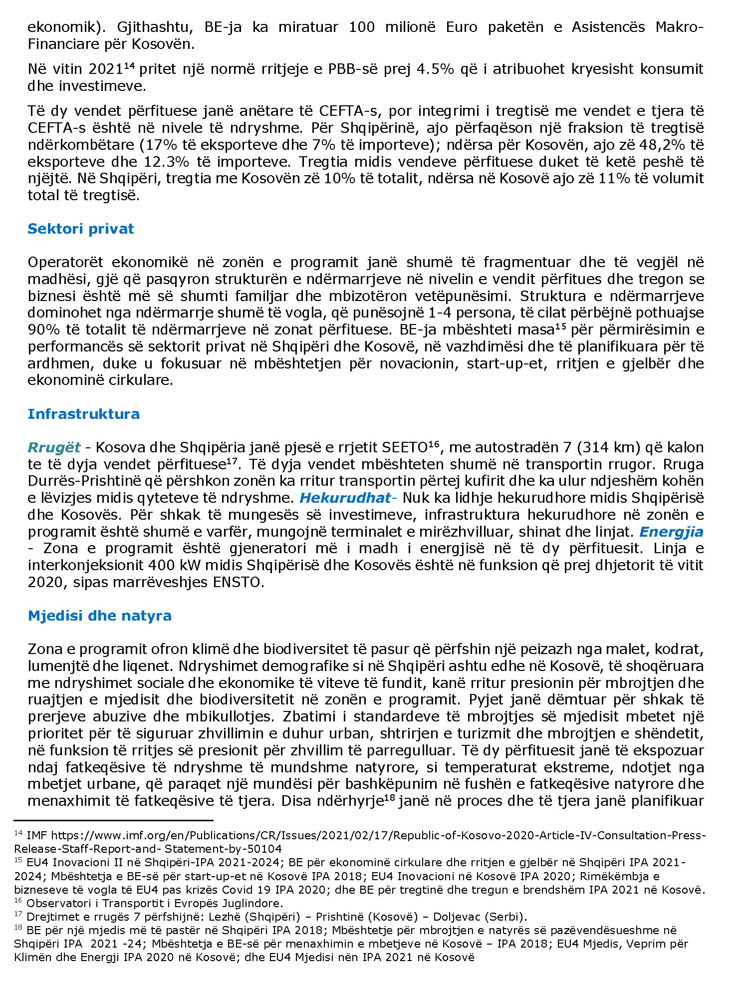 ekonomik). Gjithashtu, BE-ja ka miratuar 100 milionë Euro paketën e Asistencës Makro-
Financiare për Kosovën.
Në vitin 2021¹⁴ pritet një normë rritjeje e PBB-së prej 4.5% që i atribuohet kryesisht konsumit
dhe investimeve.
Të dy vendet përfituese janë anëtare të CEFTA-s, por integrimi i tregtisë me vendet e tjera të
CEFTA-s është në nivele të ndryshme. Për Shqipërinë, ajo përfaqëson një fraksion të tregtisë
ndërkombëtare (17% të eksporteve dhe 7% të importeve); ndërsa për Kosovën, ajo zë 48,2% të
eksporteve dhe 12.3% të importeve. Tregtia midis vendeve përfituese duket të ketë peshë të
njëjtë. Në Shqipëri, tregtia me Kosovën zë 10% të totalit, ndërsa në Kosovë ajo zë 11% të volumit
total të tregtisë.
Sektori privat
Operatorët ekonomikë në zonën e programit janë shumë të fragmentuar dhe të vegjël në
madhësi, gjë që pasqyron strukturën e ndërmarrjeve në nivelin e vendit përfitues dhe tregon se
biznesi është më së shumti familjar dhe mbizotëron vetëpunësimi. Struktura e ndërmarrjeve
dominohet nga ndërmarrje shumë të vogla, që punësojnë 1-4 persona, të cilat përbëjnë pothuajse
90% të totalit të ndërmarrjeve në zonat përfituese. BE-ja mbështeti masa¹⁵ për përmirësimin e
performancës së sektorit privat në Shqipëri dhe Kosovë, në vazhdimësi dhe të planifikuara për të
ardhmen, duke u fokusuar në mbështetjen për novacionin, start-up-et, rritjen e gjelbër dhe
ekonominë cirkulare.
Infrastruktura
Rrugët - Kosova dhe Shqipëria janë pjesë e rrjetit SEETO¹⁶, me autostradën 7 (314 km) që kalon
te të dyja vendet përfituese¹⁷. Të dyja vendet mbështeten shumë në transportin rrugor. Rruga
Durrës-Prishtinë që përshkon zonën ka rritur transportin përtej kufirit dhe ka ulur ndjeshëm kohën
e lëvizjes midis qyteteve të ndryshme. Hekurudhat- Nuk ka lidhje hekurudhore midis Shqipërisë
dhe Kosovës. Për shkak të mungesës së investimeve, infrastruktura hekurudhore në zonën e
programit është shumë e varfër, mungojnë terminalet e mirëzhvilluar, shinat dhe linjat. Energjia
- Zona e programit është gjeneratori më i madh i energjisë në të dy përfituesit. Linja e
interkonjeksionit 400 kW midis Shqipërisë dhe Kosovës është në funksion që prej dhjetorit të vitit
2020, sipas marrëveshjes ENSTO.
Mjedisi dhe natyra
Zona e programit ofron klimë dhe biodiversitet të pasur që përfshin një peizazh nga malet, kodrat,
lumenjtë dhe liqenet. Ndryshimet demografike si në Shqipëri ashtu edhe në Kosovë, të shoqëruara
me ndryshimet sociale dhe ekonomike të viteve të fundit, kanë rritur presionin për mbrojtjen dhe
ruajtjen e mjedisit dhe biodiversitetit në zonën e programit. Pyjet janë dëmtuar për shkak të
prerjeve abuzive dhe mbikullotjes. Zbatimi i standardeve të mbrojtjes së mjedisit mbetet një
prioritet për të siguruar zhvillimin e duhur urban, shtrirjen e turizmit dhe mbrojtjen e shëndetit,
në funksion të rritjes së presionit për zhvillim të parregulluar. Të dy përfituesit janë të ekspozuar
ndaj fatkeqësive të ndryshme të mundshme natyrore, si temperaturat ekstreme, ndotjet nga
mbetjet urbane, që paraqet një mundësi për bashkëpunim në fushën e fatkeqësive natyrore dhe
menaxhimit të fatkeqësive të tjera. Disa ndërhyrje¹⁸ janë në proces dhe të tjera janë planifikuar
¹⁴ IMF https://www.imf.org/en/Publications/CR/Issues/2021/02/17/Republic-of-Kosovo-2020-Article-IV-Consultation-Press-
Release-Staff-Report-and- Statement-by-50104
¹⁵ EU4 Inovacioni II në Shqipëri-IPA 2021-2024; BE për ekonominë cirkulare dhe rritjen e gjelbër në Shqipëri IPA 2021-
2024; Mbështetja e BE-së për start-up-et në Kosovë IPA 2018; EU4 Inovacioni në Kosovë IPA 2020; Rimëkëmbja e
bizneseve të vogla të EU4 pas krizës Covid 19 IPA 2020; dhe BE për tregtinë dhe tregun e brendshëm IPA 2021 në Kosovë.
¹⁶ Observatori i Transportit i Evropës Juglindore.
¹⁷ Drejtimet e rrugës 7 përfshijnë: Lezhë (Shqipëri) – Prishtinë (Kosovë) – Doljevac (Serbi).
¹⁸ BE për një mjedis më të pastër në Shqipëri IPA 2018; Mbështetje për mbrojtjen e natyrës së pazëvendësueshme në
Shqipëri IPA 2021 -24; Mbështetja e BE-së për menaxhimin e mbetjeve në Kosovë – IPA 2018; EU4 Mjedis, Veprim për
Klimën dhe Energji IPA 2020 në Kosovë; dhe EU4 Mjedisi nën IPA 2021 në Kosovë